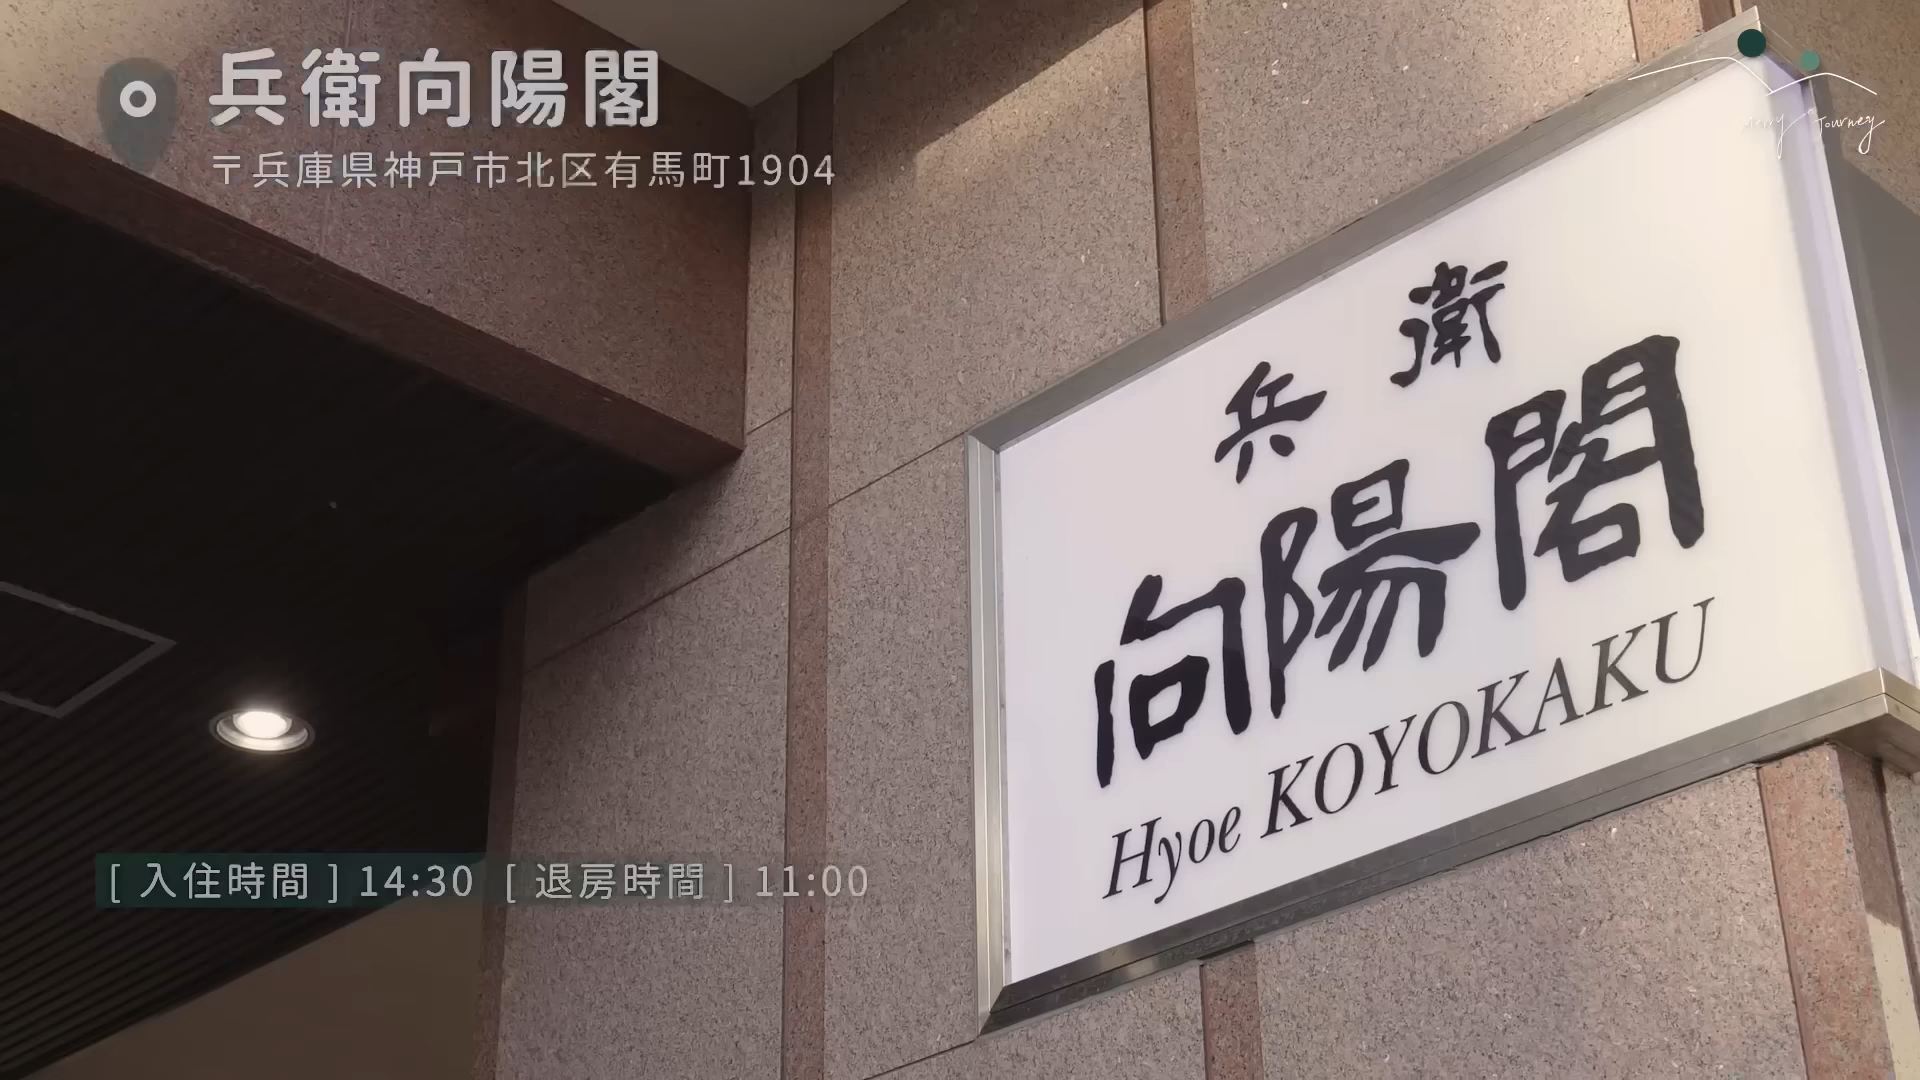 兵衛向陽閣
〒兵庫県神戸市北区有馬町1904
Merry Journey
兵衛
向陽閣
Hyoe KOYOKAKU
[ 入住時間 ] 14:30 [ 退房時間 ] 11:00